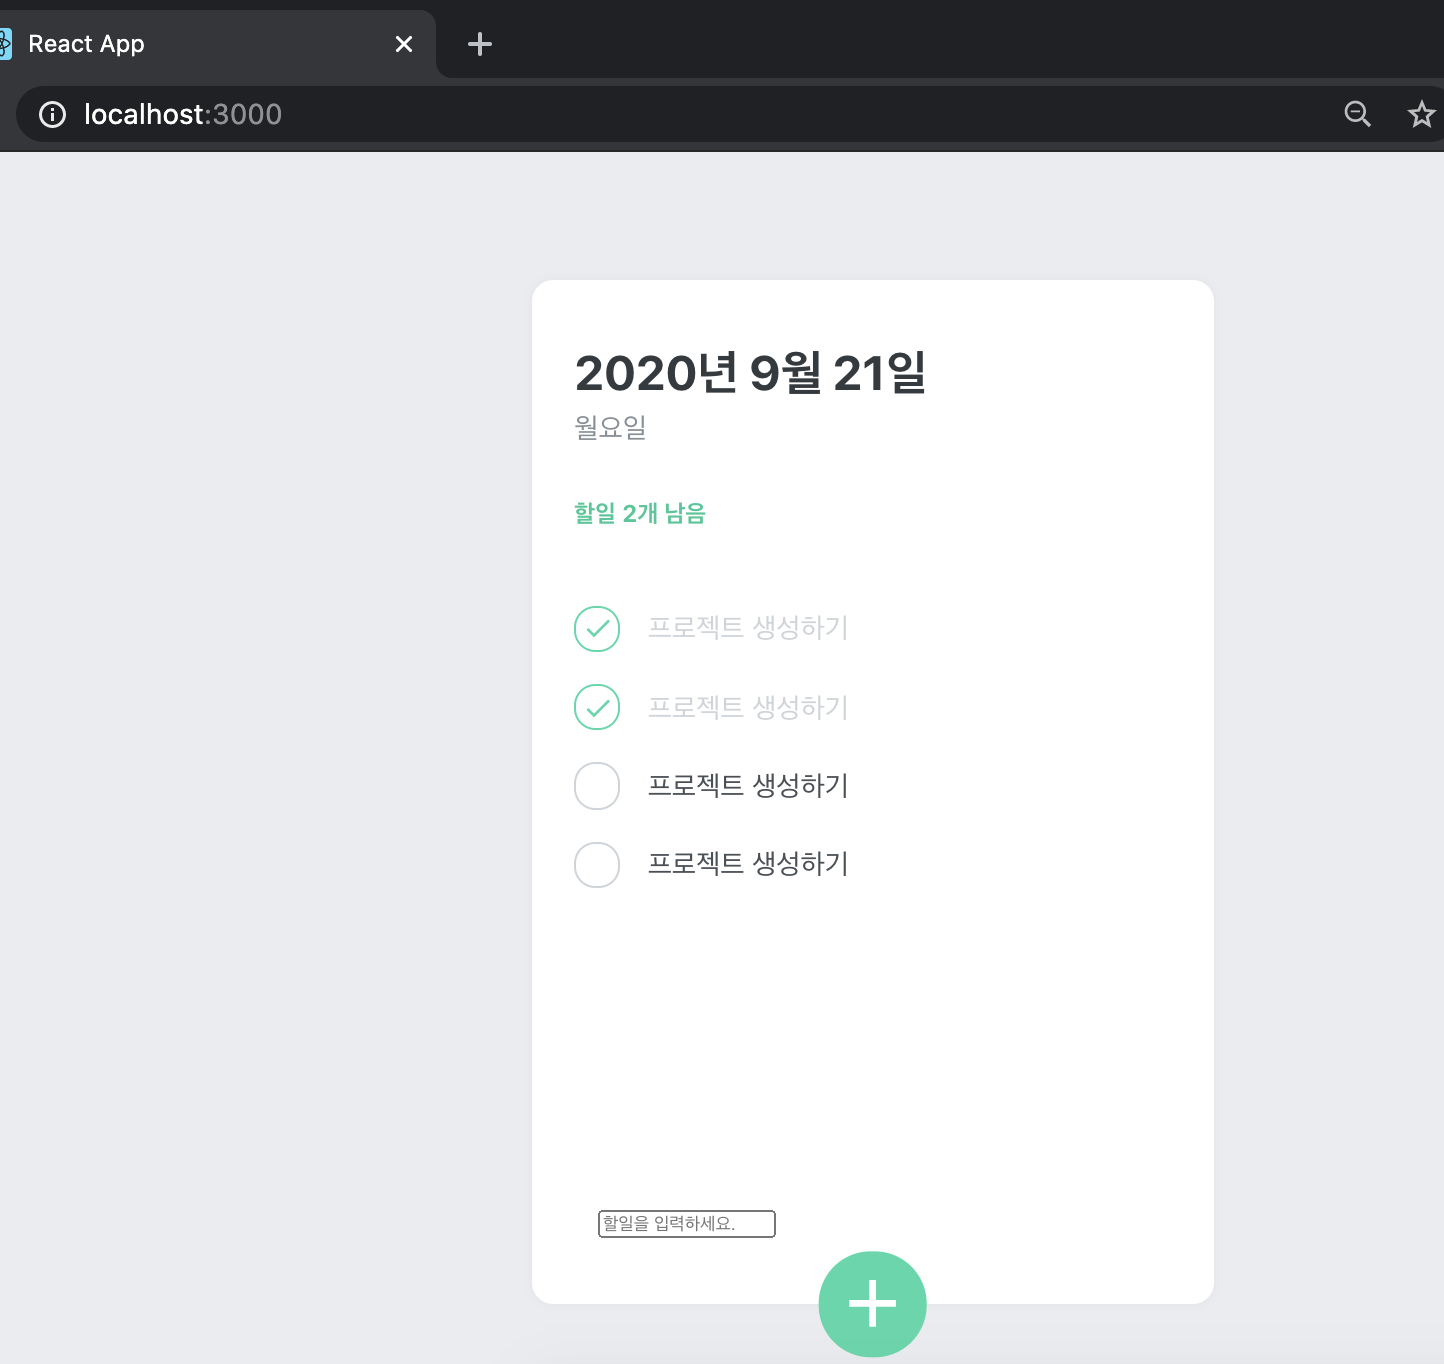 React App
localhost:3000
2020년 9월 21일
월요일
할일 2개 남음
프로젝트 생성하기
프로젝트 생성하기
프로젝트 생성하기
프로젝트 생성하기
할일을 입력하세요.